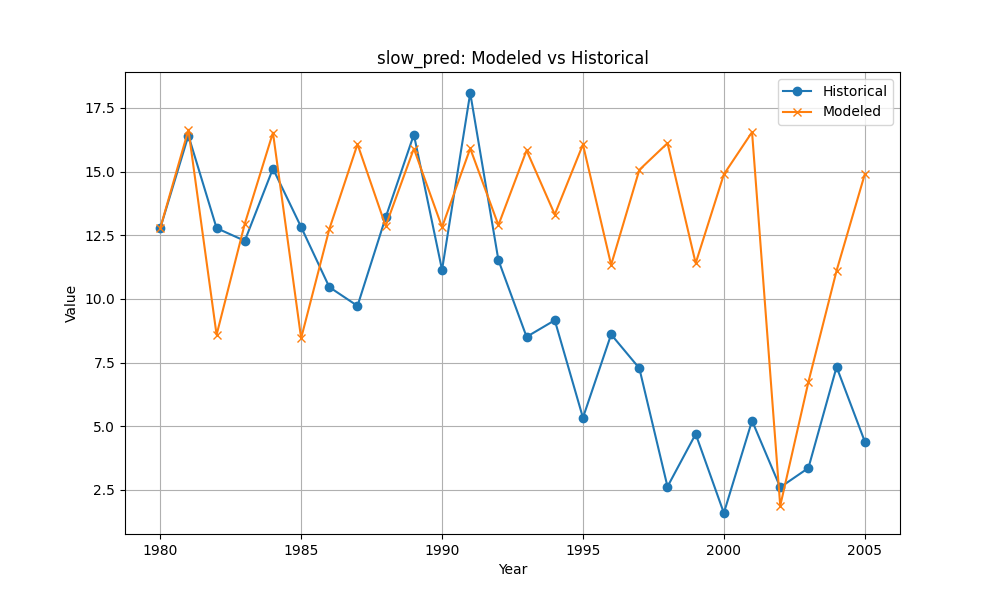 slow_pred: Modeled vs Historical
Historical
Modeled
Value
17.5
15.0
12.5
10.0
7.5
5.0
2.5
1980 1985 1990 1995 2000 2005
Year